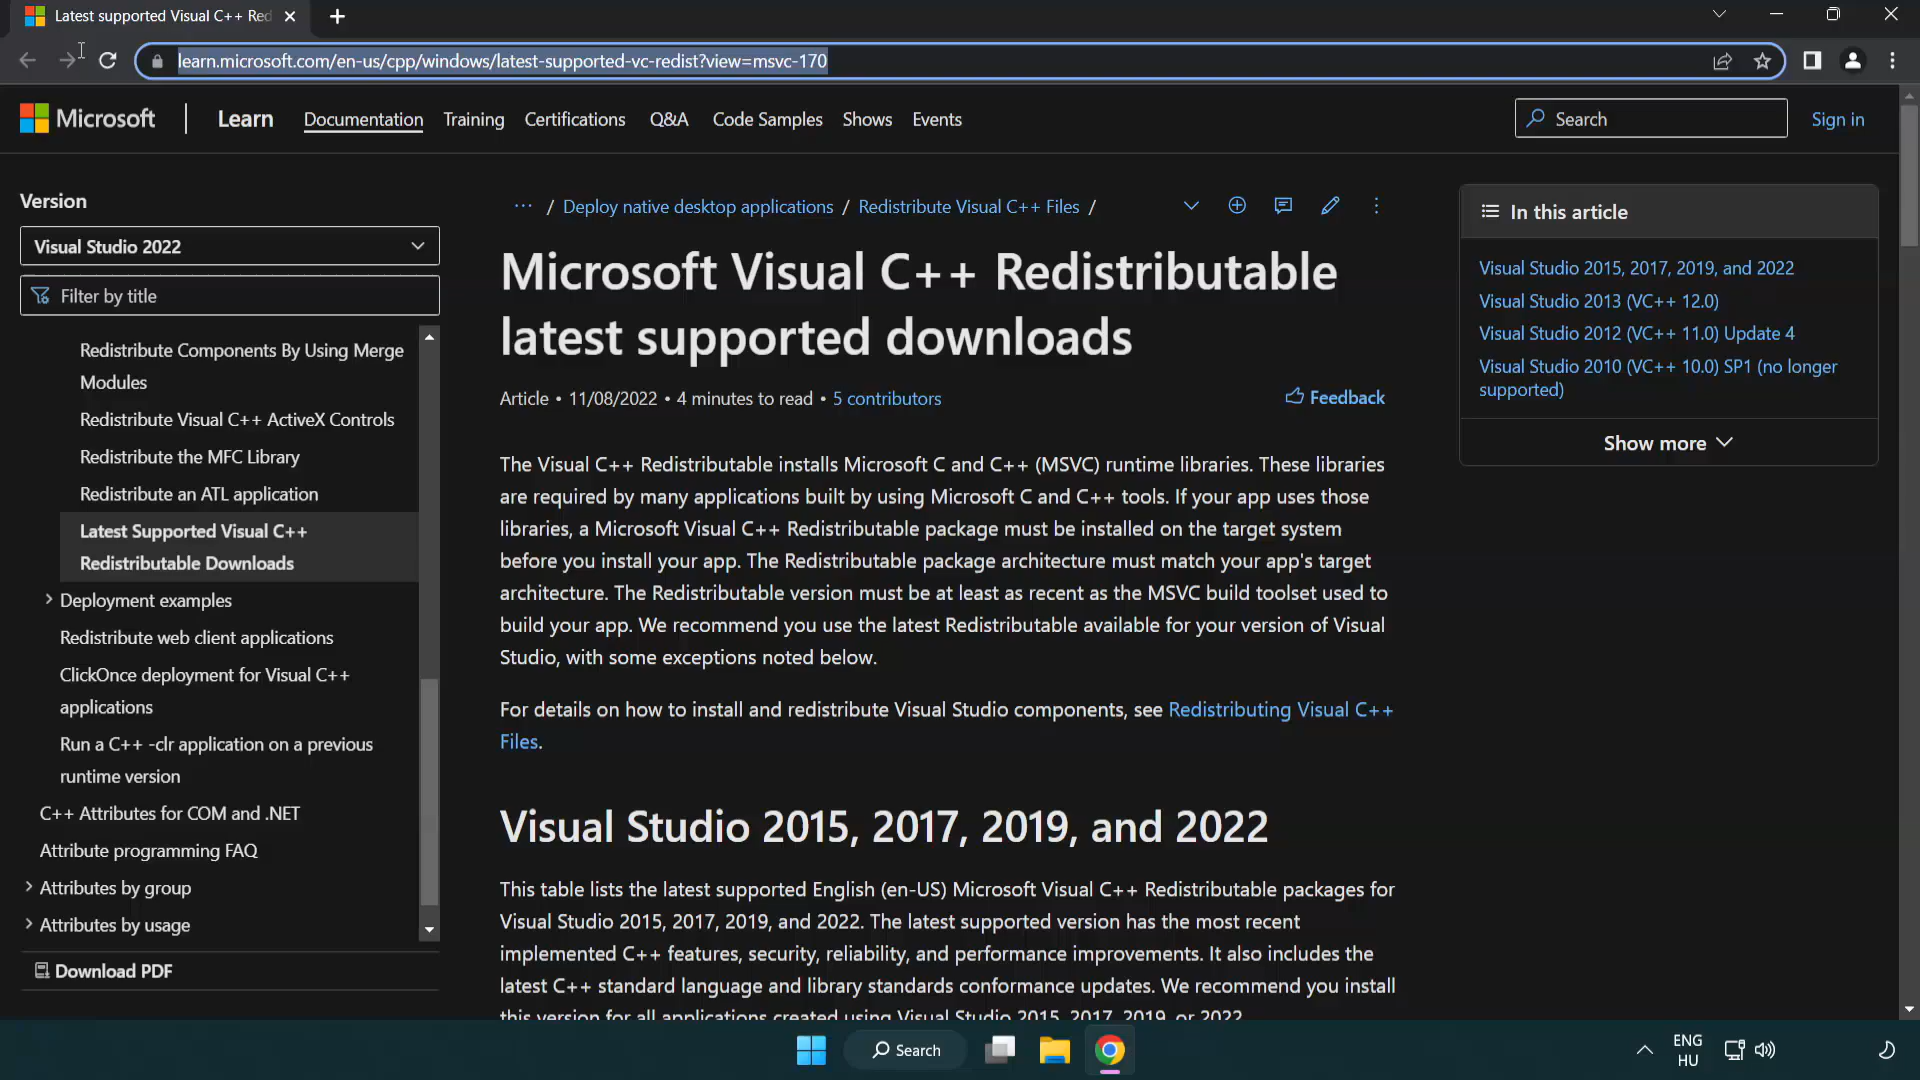 Latest supported Visual C++ Red
learn.microsoft.com/en-us/cpp/windows/latest-supported-vc-redist?view=msvc-170
Microsoft
Learn
Documentation
Training
Certifications
Q&A
Code Samples
Shows
Events
Search
Sign in
Version
Visual Studio 2022
Filter by title
Redistribute Components By Using Merge
Modules
Redistribute Visual C++ ActiveX Controls
Redistribute the MFC Library
Redistribute an ATL application
Latest Supported Visual C++
Redistributable Downloads
Deployment examples
Redistribute web client applications
ClickOnce deployment for Visual C++
applications
Run a C++ -clr application on a previous
runtime version
C++ Attributes for COM and .NET
Attribute programming FAQ
Attributes by group
Attributes by usage
Download PDF
... / Deploy native desktop applications / Redistribute Visual C++ Files /
Microsoft Visual C++ Redistributable
latest supported downloads
Article • 11/08/2022 • 4 minutes to read • 5 contributors
Feedback
The Visual C++ Redistributable installs Microsoft C and C++ (MSVC) runtime libraries. These libraries
are required by many applications built by using Microsoft C and C++ tools. If your app uses those
libraries, a Microsoft Visual C++ Redistributable package must be installed on the target system
before you install your app. The Redistributable package architecture must match your app's target
architecture. The Redistributable version must be at least as recent as the MSVC build toolset used to
build your app. We recommend you use the latest Redistributable available for your version of Visual
Studio, with some exceptions noted below.
For details on how to install and redistribute Visual Studio components, see Redistributing Visual C++
Files.
Visual Studio 2015, 2017, 2019, and 2022
This table lists the latest supported English (en-US) Microsoft Visual C++ Redistributable packages for
Visual Studio 2015, 2017, 2019, and 2022. The latest supported version has the most recent
implemented C++ features, security, reliability, and performance improvements. It also includes the
latest C++ standard language and library standards conformance updates. We recommend you install
this version for all applications created using Visual Studio 2015, 2017, 2019, or 2022.
In this article
Visual Studio 2015, 2017, 2019, and 2022
Visual Studio 2013 (VC++ 12.0)
Visual Studio 2012 (VC++ 11.0) Update 4
Visual Studio 2010 (VC++ 10.0) SP1 (no longer
supported)
Show more
Search
ENG
HU